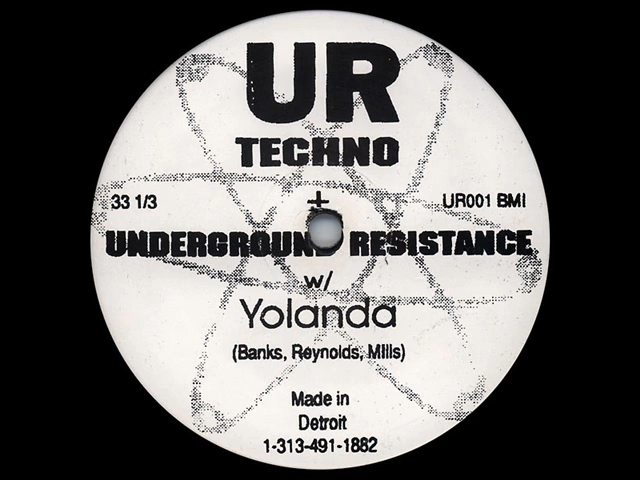 UR
TECHNO
33 1/3 + UR001 BMI
UNDERGROUND RESISTANCE
w/
Yolanda
(Banks, Reynolds, Mills)
Made in
Detroit
1-313-491-1882